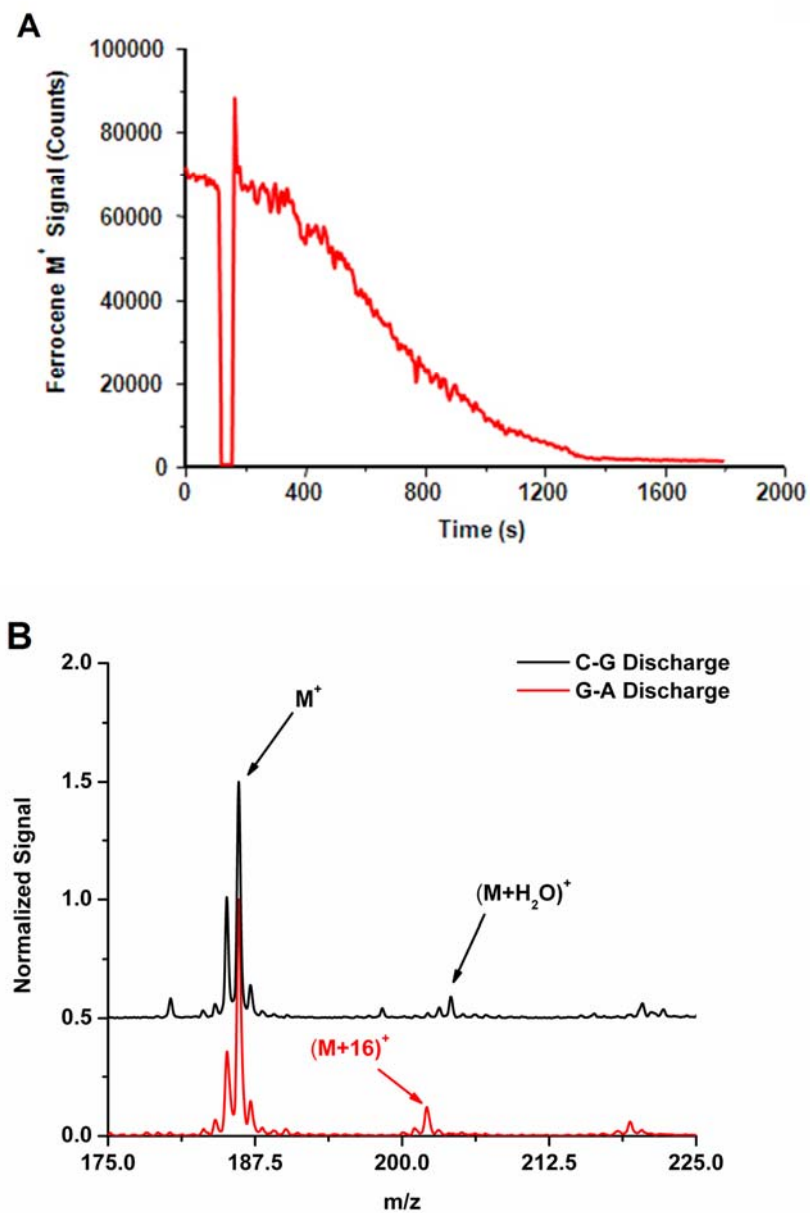 A
Ferrocene M⁺ Signal (Counts)
100000
80000
60000
40000
20000
0
0 400 800 1200 1600 2000
Time (s)
B
C-G Discharge
G-A Discharge
M⁺
(M+H₂O)⁺
(M+16)⁺
Normalized Signal
2.0
1.5
1.0
0.5
0.0
175.0 187.5 200.0 212.5 225.0
m/z